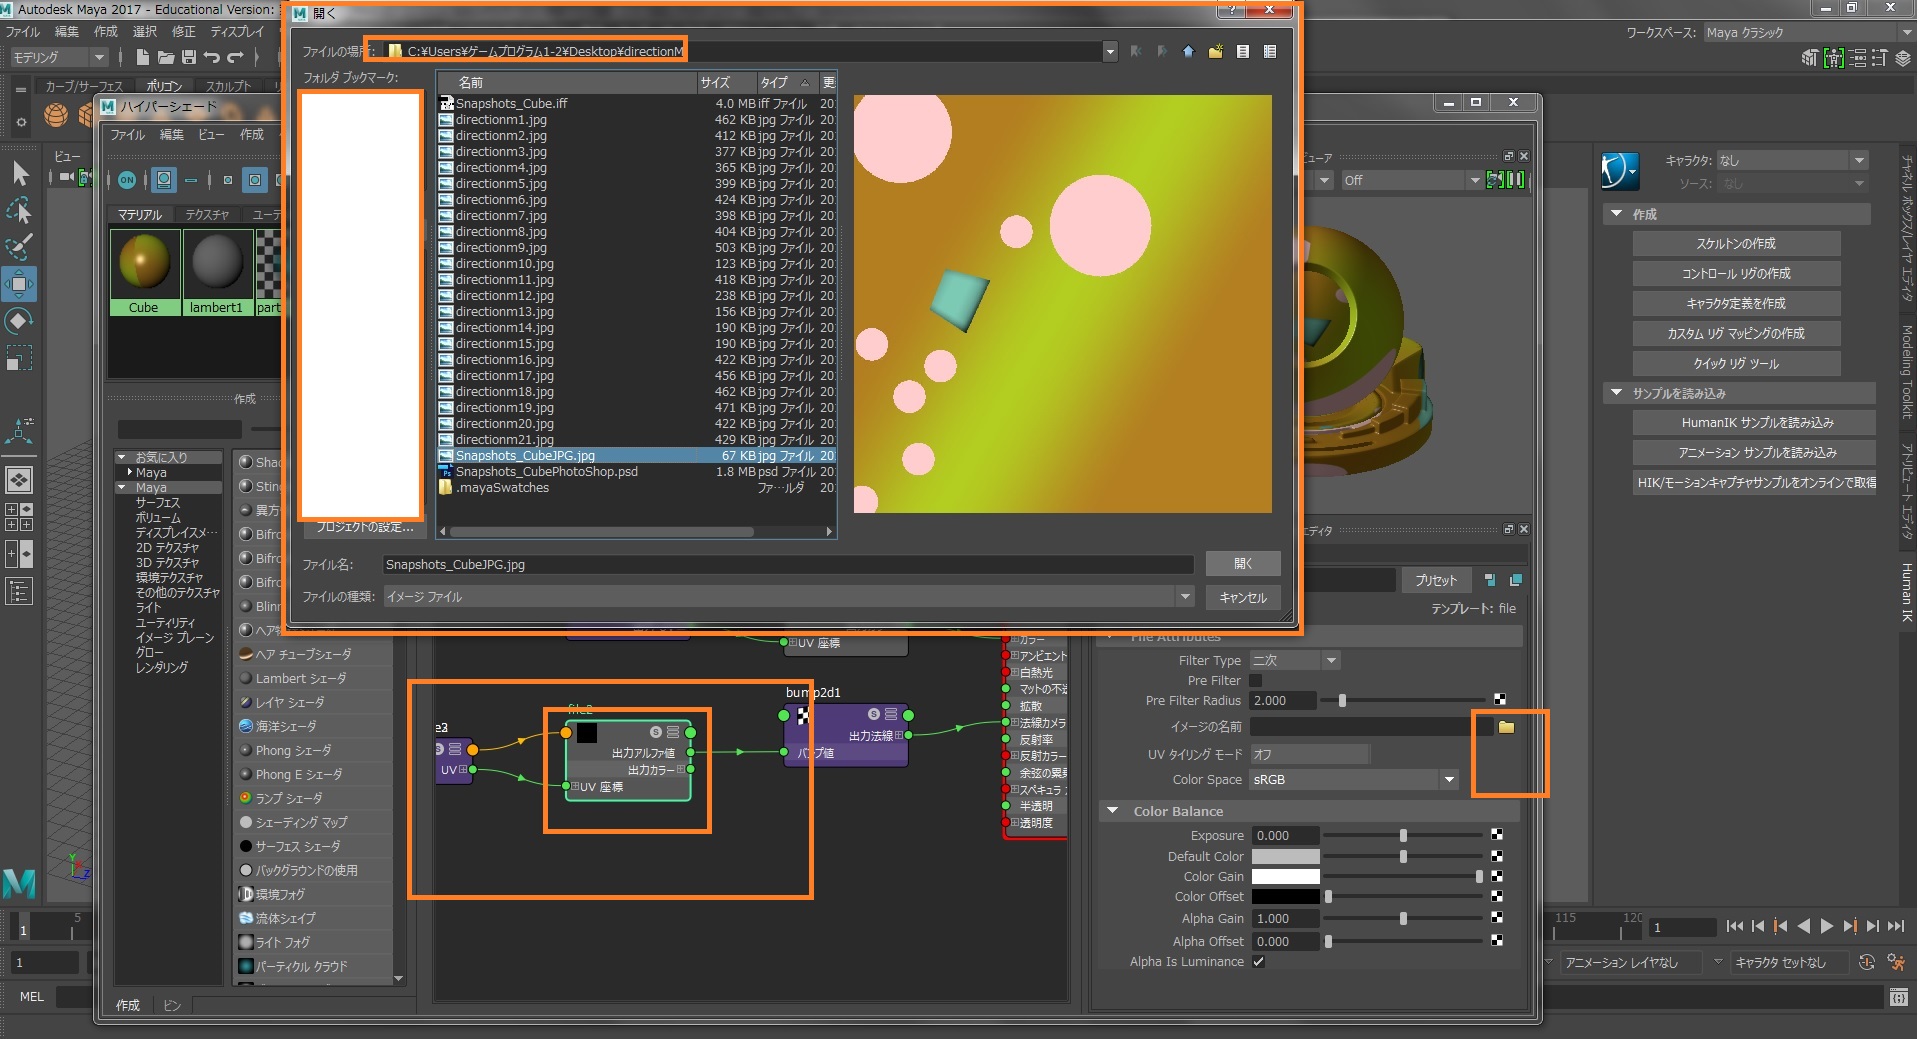 Autodesk Maya 2017 - Educational Version:
開く
ファイル 編集 作成 選択 修正 ディスプレイ
ワークスペース: Maya クラシック
モデリング
ファイルの場所: C:¥Users¥ゲームプログラム1-2¥Desktop¥directionM
フォルダ ブックマーク:
名前 サイズ タイプ 更
カーブ/サーフェス ポリゴン スカルプト
ハイパーシェード
ファイル 編集 ビュー 作成
Snapshots_Cube.iff 4.0 MB iff ファイル 20
directionm1.jpg 462 KB jpg ファイル 20
directionm2.jpg 412 KB jpg ファイル 20
directionm3.jpg 377 KB jpg ファイル 20
directionm4.jpg 365 KB jpg ファイル 20
directionm5.jpg 399 KB jpg ファイル 20
directionm6.jpg 424 KB jpg ファイル 20
directionm7.jpg 398 KB jpg ファイル 20
directionm8.jpg 404 KB jpg ファイル 20
directionm9.jpg 503 KB jpg ファイル 20
directionm10.jpg 123 KB jpg ファイル 20
directionm11.jpg 418 KB jpg ファイル 20
directionm12.jpg 238 KB jpg ファイル 20
directionm13.jpg 156 KB jpg ファイル 20
directionm14.jpg 190 KB jpg ファイル 20
directionm15.jpg 190 KB jpg ファイル 20
directionm16.jpg 422 KB jpg ファイル 20
directionm17.jpg 456 KB jpg ファイル 20
directionm18.jpg 462 KB jpg ファイル 20
directionm19.jpg 471 KB jpg ファイル 20
directionm20.jpg 422 KB jpg ファイル 20
directionm21.jpg 429 KB jpg ファイル 20
Snapshots_CubeJPG.jpg 67 KB jpg ファイル 20
Snapshots_CubePhotoShop.psd 1.8 MB psd ファイル 20
.mayaSwatches ファ…ルダ 20
プロジェクトの設定...
ファイル名: Snapshots_CubeJPG.jpg 開く
ファイルの種類: イメージ ファイル キャンセル
ビュー
ON
マテリアル テクスチャ ユーテ
Cube lambert1 part
作成
お気に入り
Maya
Maya
サーフェス
ボリューム
ディスプレイスメ…
2D テクスチャ
3D テクスチャ
環境テクスチャ
その他のテクスチャ
ライト
ユーティリティ
イメージ プレーン
グロー
レンダリング
Sha
Stin
異方
Bifro
Bifro
Bifro
Blinn
ヘア チューブシェーダ
Lambert シェーダ
レイヤ シェーダ
海洋シェーダ
Phong シェーダ
Phong E シェーダ
ランプ シェーダ
シェーディング マップ
サーフェス シェーダ
バックグラウンドの使用
環境フォグ
流体シェイプ
ライト フォグ
パーティクル クラウド
作成 ビン
UV 座標
file2
出力アルファ値
出力カラー
UV 座標
UV
bump2d1
出力法線
バンプ値
カラー
アンビエント
白熱光
マットの不透
拡散
法線カメラ
反射率
反射カラー
余弦の累乗
スペキュラ
半透明
透明度
ビューア
Off
エディタ
プリセット
テンプレート: file
File Attributes
Filter Type 二次
Pre Filter
Pre Filter Radius 2.000
イメージの名前
UV タイリング モード オフ
Color Space sRGB
Color Balance
Exposure 0.000
Default Color
Color Gain
Color Offset
Alpha Gain 1.000
Alpha Offset 0.000
Alpha Is Luminance
キャラクタ: なし
ソース: なし
作成
スケルトンの作成
コントロール リグの作成
キャラクタ定義を作成
カスタム リグ マッピングの作成
クイック リグ ツール
サンプルを読み込み
HumanIK サンプルを読み込み
アニメーション サンプルを読み込み
HIK/モーションキャプチャサンプルをオンラインで取得
チャネル ボックス/レイヤ エディタ
Modeling Toolkit
アトリビュート エディタ
Human IK
1 5 115 120 1
1 アニメーション レイヤなし キャラクタ セットなし
MEL